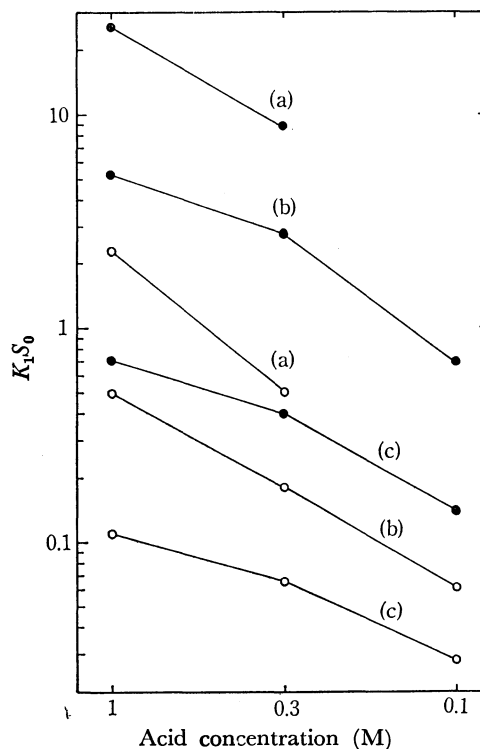 10
(a)
(b)
1
(a)
(c)
(b)
0.1
(c)
K₁S₀
1
0.3
0.1
Acid concentration (M)